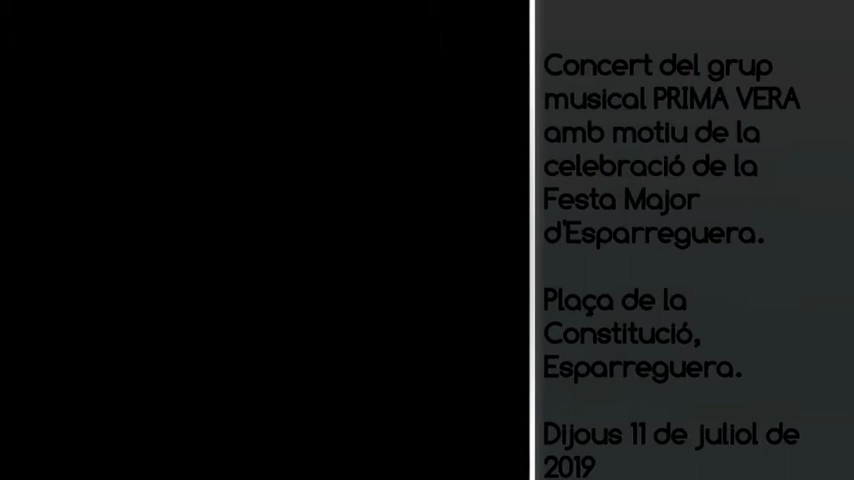 Concert del grup
musical PRIMA VERA
amb motiu de la
celebració de la
Festa Major
d'Esparreguera.
Plaça de la
Constitució,
Esparreguera.
Dijous 11 de juliol de
2019